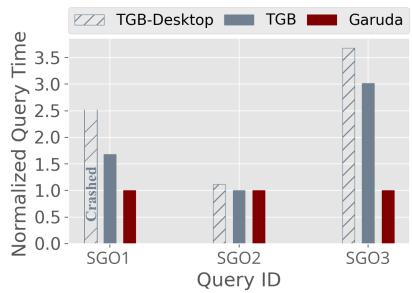 TGB-Desktop TGB Garuda
Normalized Query Time
3.5
3.0
2.5
2.0
1.5
1.0
0.5
0.0
Crashed
SGO1 SGO2 SGO3
Query ID